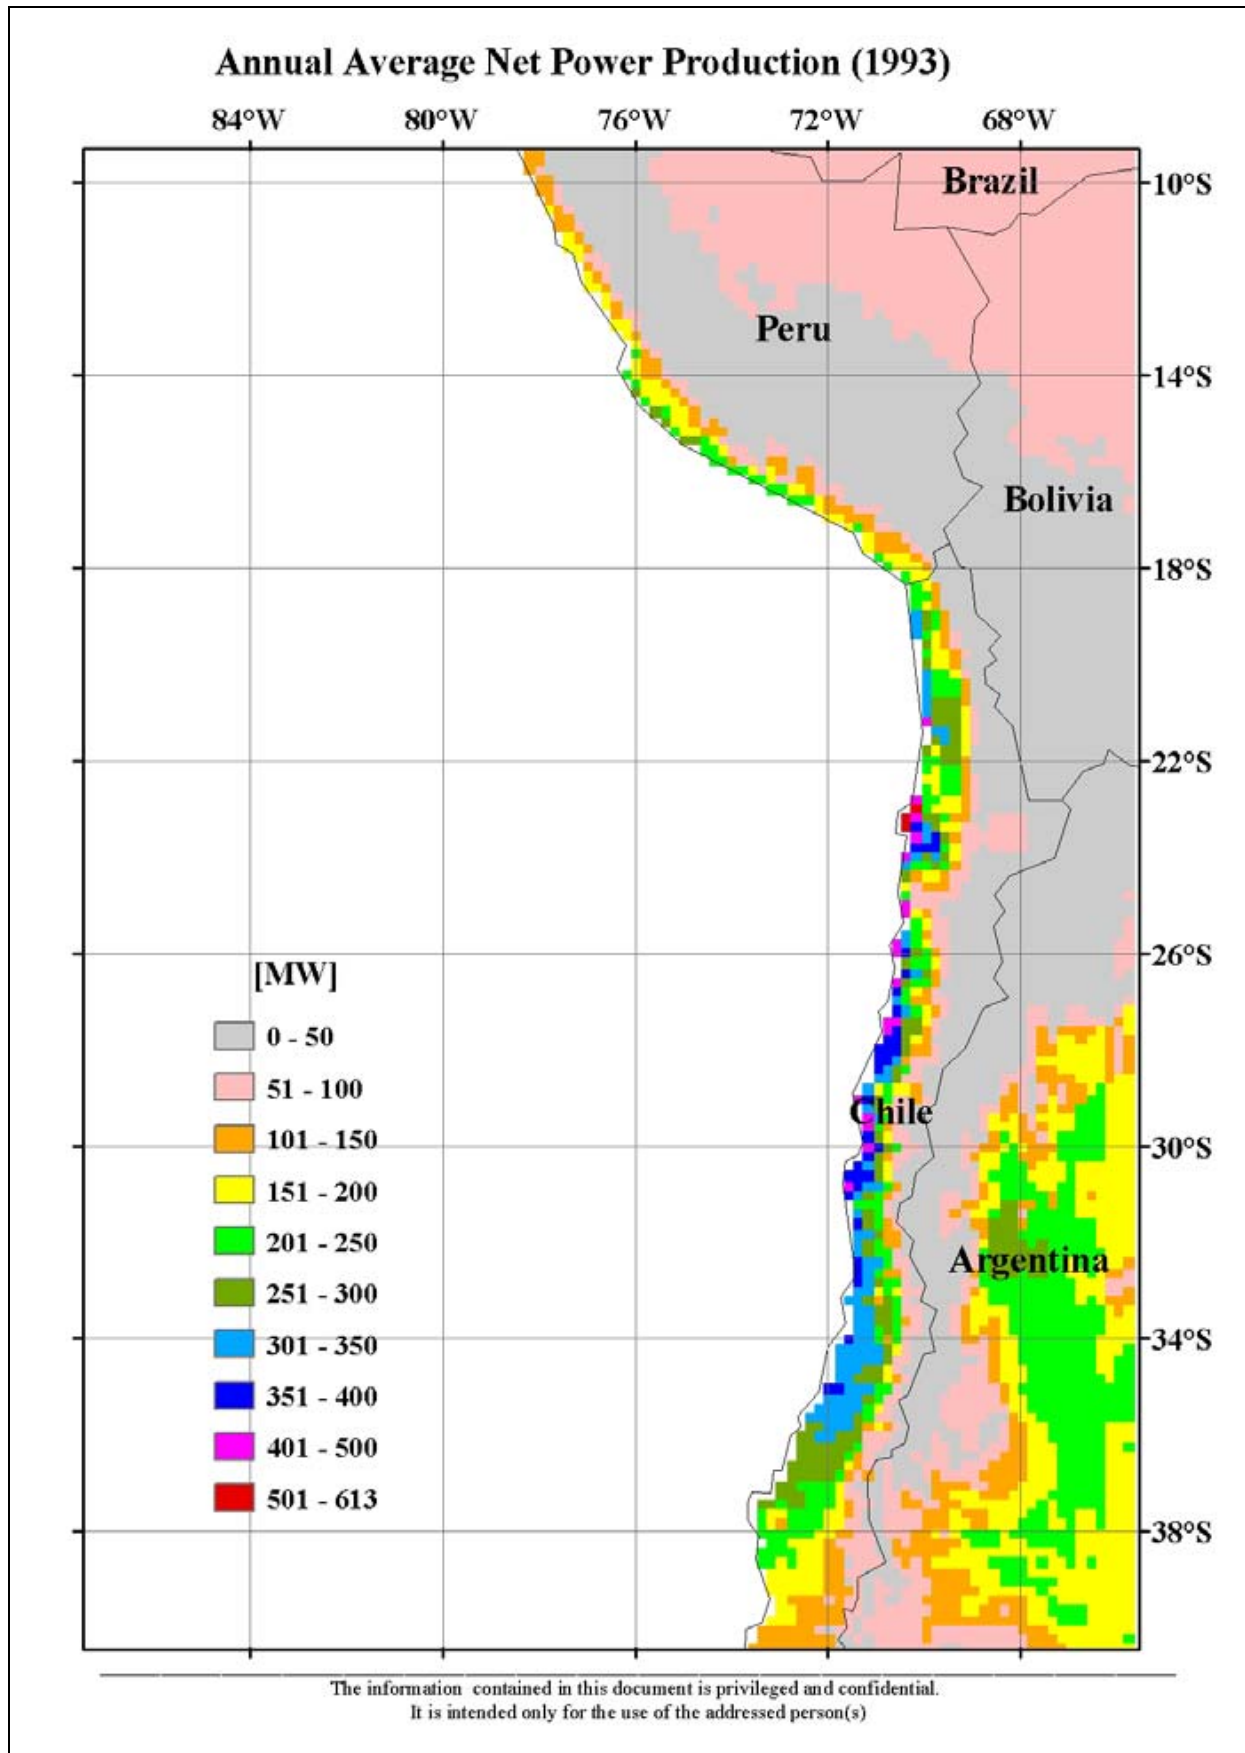 Annual Average Net Power Production (1993)
84°W 80°W 76°W 72°W 68°W
Brazil
10°S
Peru
14°S
Bolivia
18°S
22°S
26°S
[MW]
0 - 50
51 - 100
Chile
101 - 150
30°S
151 - 200
201 - 250
Argentina
251 - 300
301 - 350
34°S
351 - 400
401 - 500
501 - 613
38°S
The information contained in this document is privileged and confidential.
It is intended only for the use of the addressed person(s)